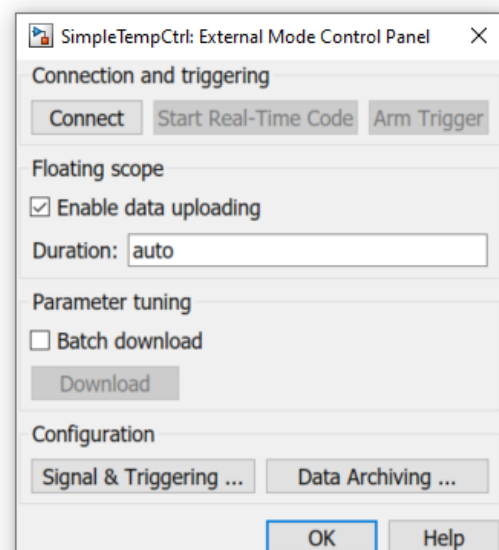 SimpleTempCtrl: External Mode Control Panel
Connection and triggering
Connect Start Real-Time Code Arm Trigger
Floating scope
Enable data uploading
Duration: auto
Parameter tuning
Batch download
Download
Configuration
Signal & Triggering ... Data Archiving ...
OK Help